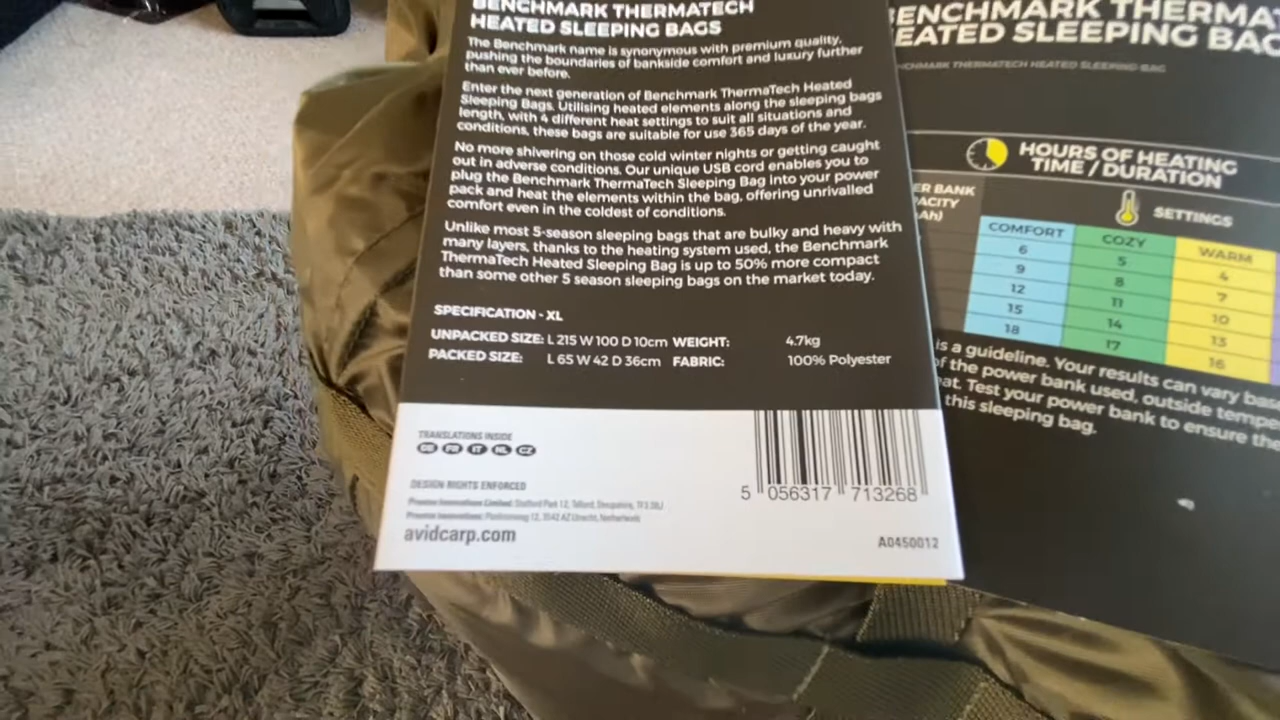 BENCHMARK THERMATECH
HEATED SLEEPING BAGS
The Benchmark name is synonymous with premium quality,
pushing the boundaries of bankside comfort and luxury further
than ever before.
Enter the next generation of Benchmark ThermaTech Heated
Sleeping Bags. Utilising heated elements along the sleeping bags
length, with 4 different heat settings to suit all situations and
conditions, these bags are suitable for use 365 days of the year.
No more shivering on those cold winter nights or getting caught
out in adverse conditions. Our unique USB cord enables you to
plug the Benchmark ThermaTech Sleeping Bag into your power
pack and heat the elements within the bag, offering unrivalled
comfort even in the coldest of conditions.
Unlike most 5-season sleeping bags that are bulky and heavy with
many layers, thanks to the heating system used, the Benchmark
ThermaTech Heated Sleeping Bag is up to 50% more compact
than some other 5 season sleeping bags on the market today.
SPECIFICATION - XL
UNPACKED SIZE: L 215 W 100 D 10cm WEIGHT: 4.7kg
PACKED SIZE: L 65 W 42 D 36cm FABRIC: 100% Polyester
TRANSLATIONS INSIDE
DE FR IT NL CZ
DESIGN RIGHTS ENFORCED
Preston Innovations Limited: Stafford Park 12, Telford, Shropshire, TF3 3BJ
avidcarp.com
5 056317 713268
A0450012
ENCHMARK THERMA
EATED SLEEPING BAG
THERMATECH HEATED SLEEPING BAG
HOURS OF HEATING
TIME / DURATION
ER BANK
ACITY
Ah)
SETTINGS
COMFORT COZY WARM
6 5 4
9 8 7
12 11 10
15 14 13
18 17 16
is a guideline. Your results can vary bas
of the power bank used, outside tempe
at. Test your power bank to ensure the
this sleeping bag.